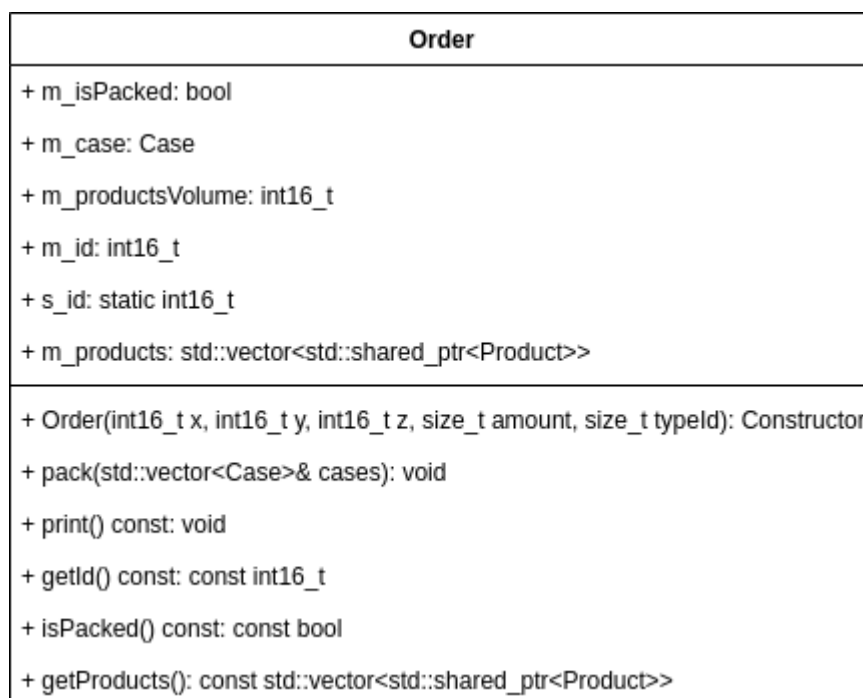 Order
+ m_isPacked: bool
+ m_case: Case
+ m_productsVolume: int16_t
+ m_id: int16_t
+ s_id: static int16_t
+ m_products: std::vector<std::shared_ptr<Product>>
+ Order(int16_t x, int16_t y, int16_t z, size_t amount, size_t typeId): Constructor
+ pack(std::vector<Case>& cases): void
+ print() const: void
+ getId() const: const int16_t
+ isPacked() const: const bool
+ getProducts(): const std::vector<std::shared_ptr<Product>>